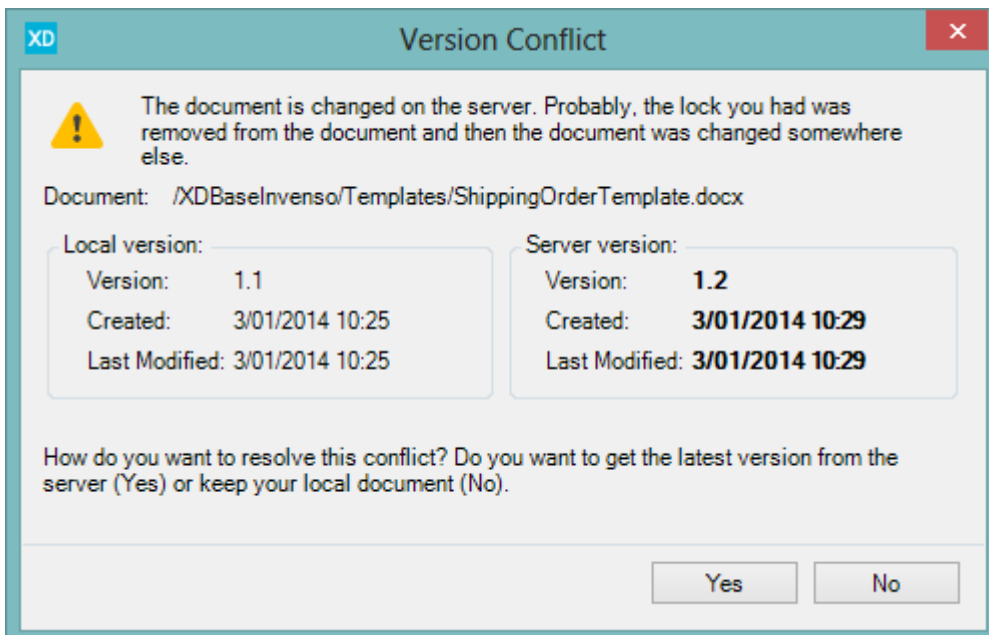 XD
Version Conflict
The document is changed on the server. Probably, the lock you had was
removed from the document and then the document was changed somewhere
else.
Document: /XDBaseInvenso/Templates/ShippingOrderTemplate.docx
Local version:
Version: 1.1
Created: 3/01/2014 10:25
Last Modified: 3/01/2014 10:25
Server version:
Version: 1.2
Created: 3/01/2014 10:29
Last Modified: 3/01/2014 10:29
How do you want to resolve this conflict? Do you want to get the latest version from the
server (Yes) or keep your local document (No).
Yes
No